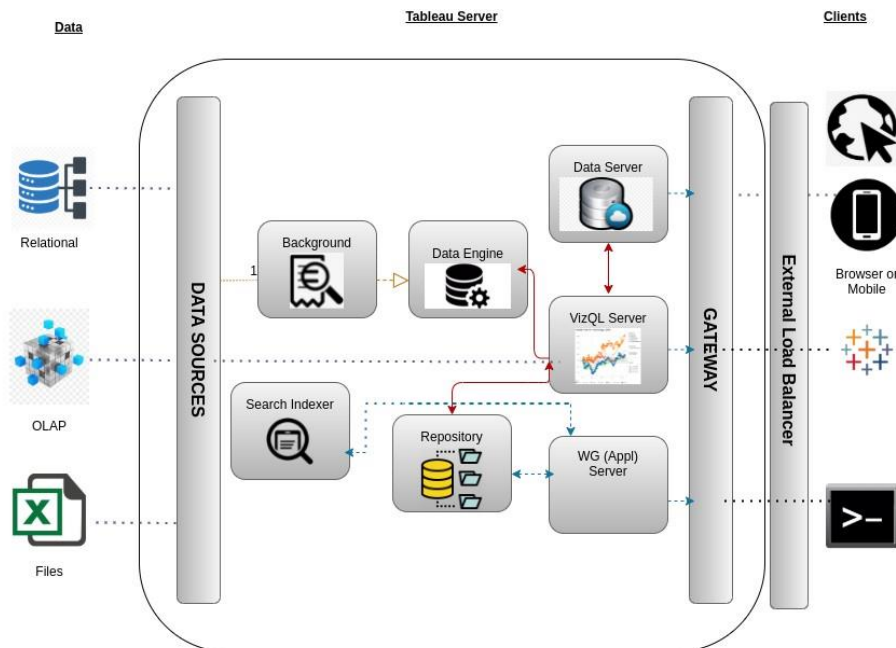 Data
Tableau Server
Clients
Relational
OLAP
Files
DATA SOURCES
1
Background
Data Engine
Data Server
VizQL Server
Search Indexer
Repository
WG (Appl)
Server
GATEWAY
External Load Balancer
Browser or
Mobile